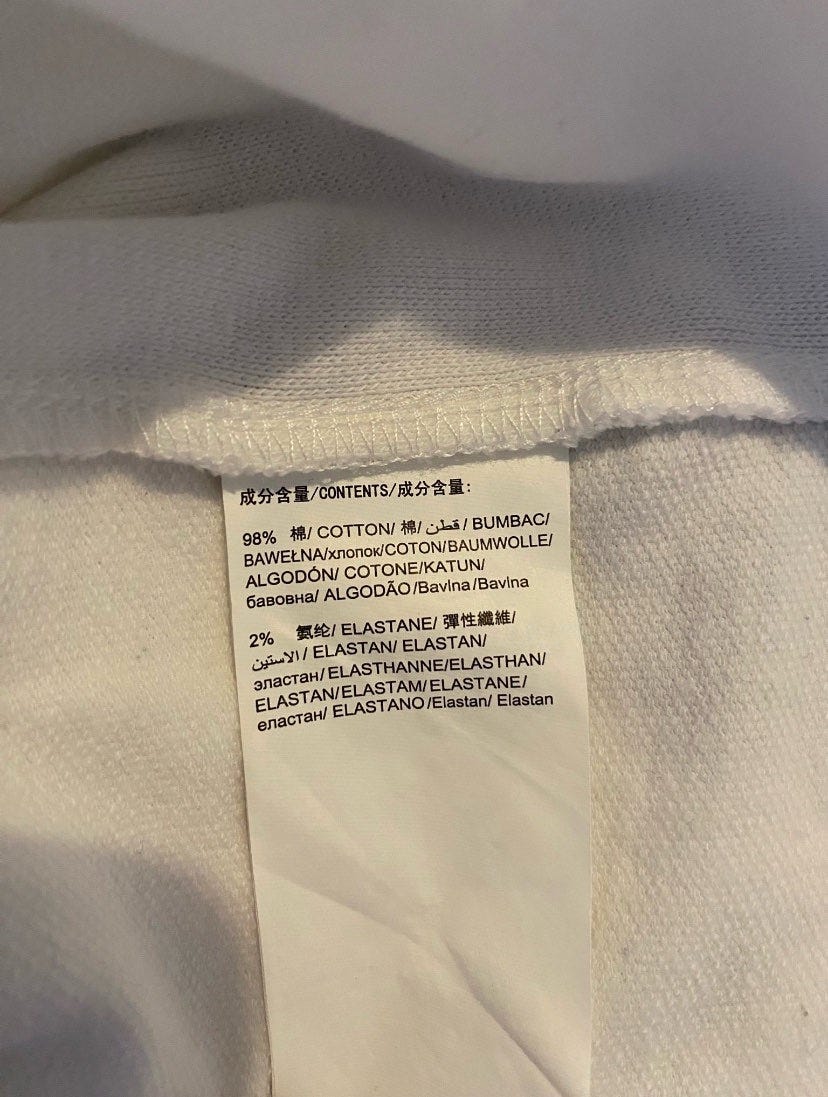 成分含量/CONTENTS/成分含量:
98% 棉/ COTTON/ 棉/ قطن / BUMBAC/
BAWEŁNA/хлопок/COTON/BAUMWOLLE/
ALGODÓN/ COTONE/KATUN/
бавовна/ ALGODÃO/Bavlna/Bavlna
2% 氨纶/ ELASTANE/ 彈性纖維/
الاستين / ELASTAN/ ELASTAN/
эластан/ELASTHANNE/ELASTHAN/
ELASTAN/ELASTAM/ELASTANE/
еластан/ ELASTANO/Elastan/ Elastan